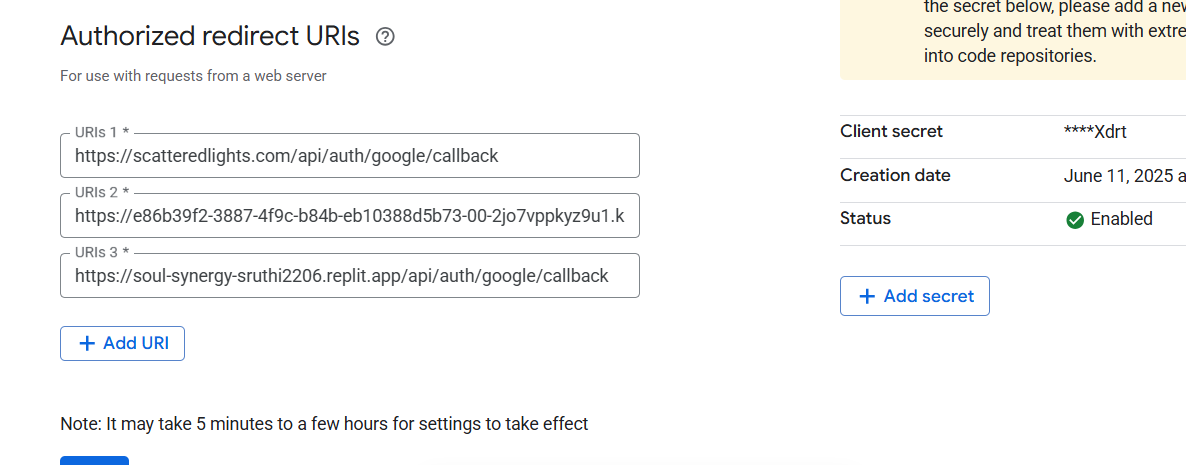 Authorized redirect URIs
For use with requests from a web server
URIs 1 *
https://scatteredlights.com/api/auth/google/callback
URIs 2 *
https://e86b39f2-3887-4f9c-b84b-eb10388d5b73-00-2jo7vppkyz9u1.k
URIs 3 *
https://soul-synergy-sruthi2206.replit.app/api/auth/google/callback
+ Add URI
Note: It may take 5 minutes to a few hours for settings to take effect
the secret below, please add a new
securely and treat them with extre
into code repositories.
Client secret ****Xdrt
Creation date June 11, 2025 a
Status Enabled
+ Add secret